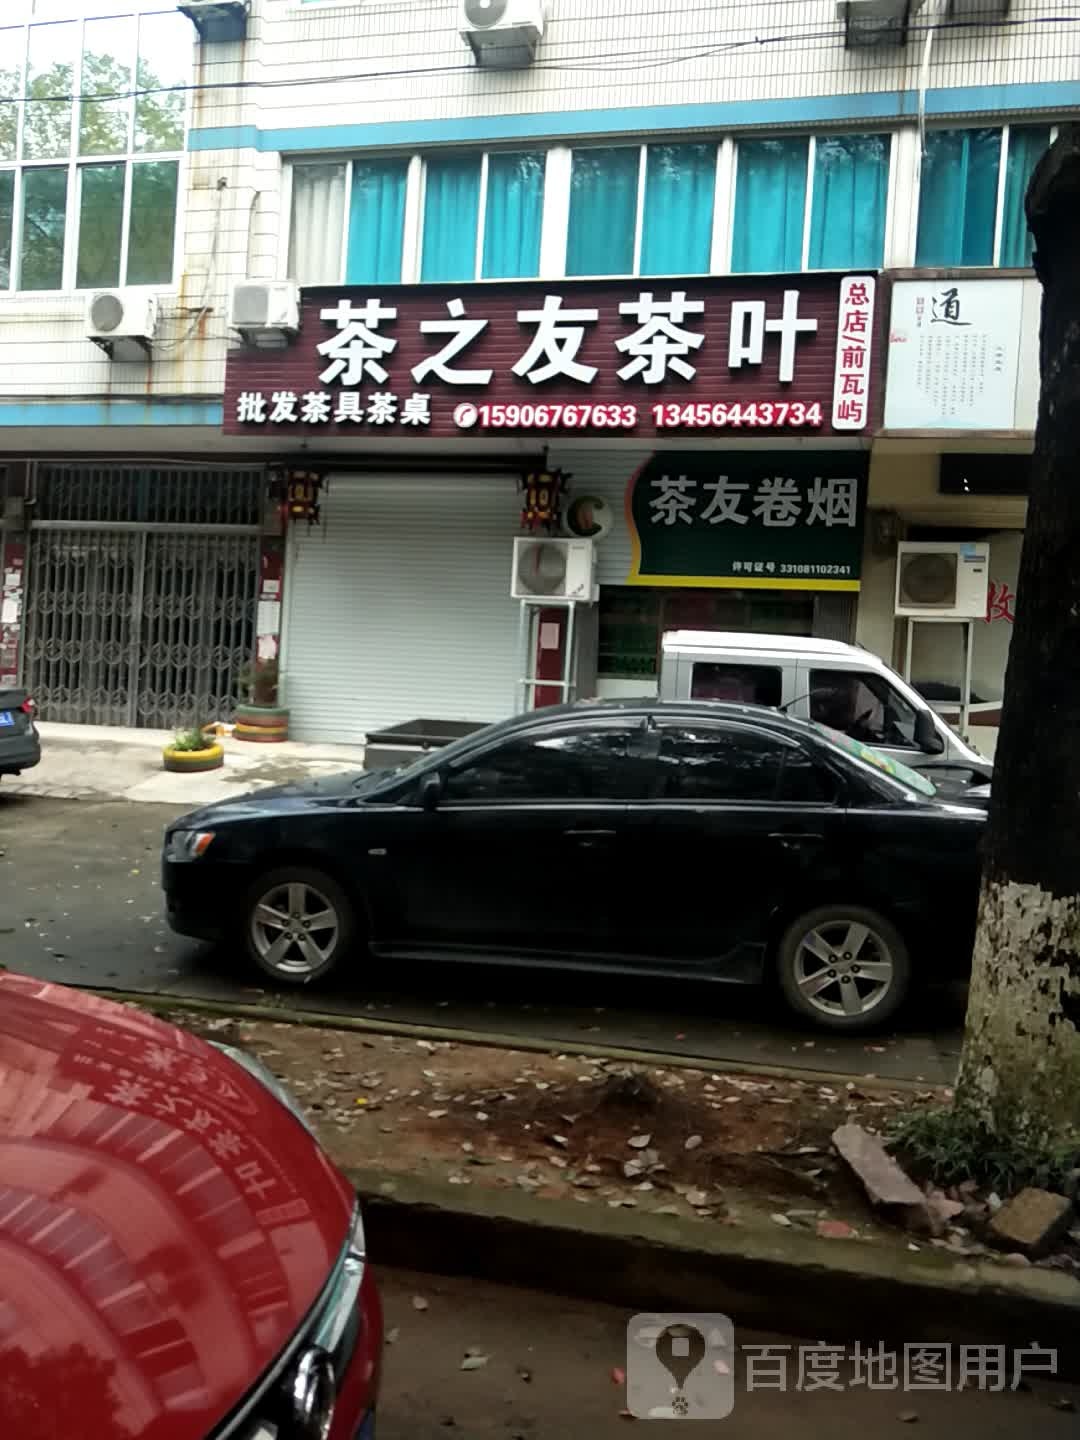 茶之友茶叶
总店/前瓦屿
批发茶具茶桌 15906767633 13456443734
道
茶友卷烟
许可证号 331081102341
百度地图用户